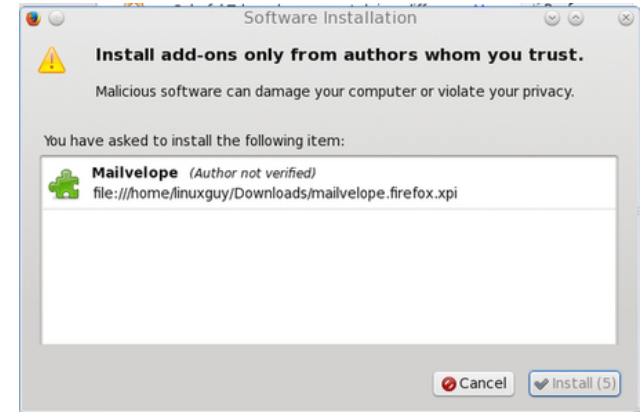 Software Installation
Install add-ons only from authors whom you trust.
Malicious software can damage your computer or violate your privacy.
You have asked to install the following item:
Mailvelope (Author not verified)
file:///home/linuxguy/Downloads/mailvelope.firefox.xpi
Cancel Install (5)